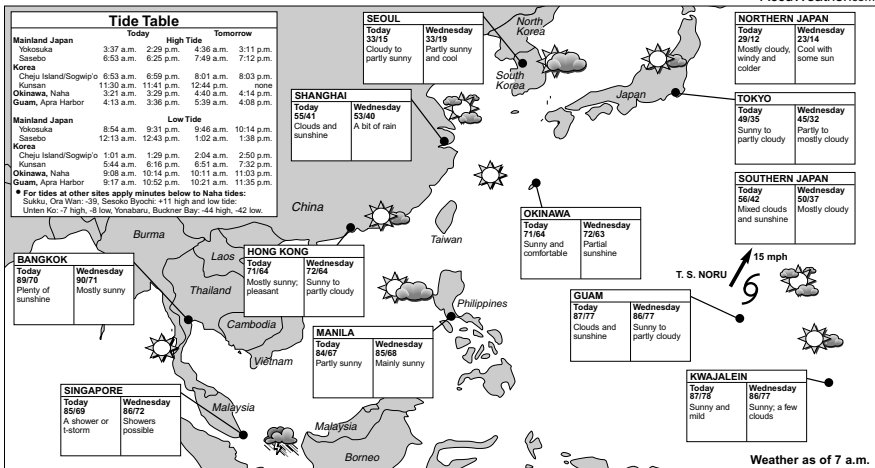 Tide Table
Today Tomorrow
Mainland Japan High Tide
Yokosuka 3:37 a.m. 2:29 p.m. 4:36 a.m. 3:11 p.m.
Sasebo 6:53 a.m. 6:25 p.m. 7:49 a.m. 7:12 p.m.
Korea
Cheju Island/Sogwip'o 6:53 a.m. 6:59 p.m. 8:01 a.m. 8:03 p.m.
Kunsan 11:30 a.m. 11:41 p.m. 12:44 p.m. none
Okinawa, Naha 3:21 a.m. 3:29 p.m. 4:40 a.m. 4:14 p.m.
Guam, Apra Harbor 4:13 a.m. 3:36 p.m. 5:39 a.m. 4:08 p.m.
Mainland Japan Low Tide
Yokosuka 8:54 a.m. 9:31 p.m. 9:46 a.m. 10:14 p.m.
Sasebo 12:13 a.m. 12:43 p.m. 1:02 a.m. 1:38 p.m.
Korea
Cheju Island/Sogwip'o 1:01 a.m. 1:29 p.m. 2:04 a.m. 2:50 p.m.
Kunsan 5:44 a.m. 6:16 p.m. 6:51 a.m. 7:32 p.m.
Okinawa, Naha 9:08 a.m. 10:14 p.m. 10:11 a.m. 11:03 p.m.
Guam, Apra Harbor 9:17 a.m. 10:52 p.m. 10:21 a.m. 11:35 p.m.
• For tides at other sites apply minutes below to Naha tides:
Sukku, Ora Wan: -39, Sesoko Byochi: +11 high and low tide:
Unten Ko: -7 high, -8 low, Yonabaru, Buckner Bay: -44 high, -42 low.
SEOUL
Today Wednesday
33/15 33/19
Cloudy to Partly sunny
partly sunny and cool
North
Korea
South
Korea
NORTHERN JAPAN
Today Wednesday
29/12 23/14
Mostly cloudy, Cool with
windy and some sun
colder
Japan
SHANGHAI
Today Wednesday
55/41 53/40
Clouds and A bit of rain
sunshine
TOKYO
Today Wednesday
49/35 45/32
Sunny to Partly to
partly cloudy mostly cloudy
SOUTHERN JAPAN
Today Wednesday
56/42 50/37
Mixed clouds Mostly cloudy
and sunshine
China
Taiwan
OKINAWA
Today Wednesday
71/64 72/63
Sunny and Partial
comfortable sunshine
Burma
Laos
Thailand
Cambodia
Vietnam
BANGKOK
Today Wednesday
89/70 90/71
Plenty of Mostly sunny
sunshine
HONG KONG
Today Wednesday
71/64 72/64
Mostly sunny; Sunny to
pleasant partly cloudy
15 mph
T. S. NORU
Philippines
GUAM
Today Wednesday
87/77 86/77
Clouds and Sunny to
sunshine partly cloudy
MANILA
Today Wednesday
84/67 85/68
Partly sunny Mainly sunny
KWAJALEIN
Today Wednesday
87/78 86/77
Sunny and Sunny; a few
mild clouds
SINGAPORE
Today Wednesday
85/69 86/72
A shower or Showers
t-storm possible
Malaysia
Malaysia
Borneo
Weather as of 7 a.m.